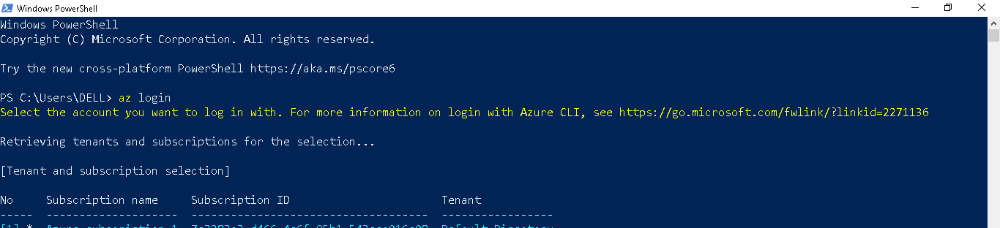 Windows PowerShell
Windows PowerShell
Copyright (C) Microsoft Corporation. All rights reserved.
Try the new cross-platform PowerShell https://aka.ms/pscore6
PS C:\Users\DELL> az login
Select the account you want to log in with. For more information on login with Azure CLI, see https://go.microsoft.com/fwlink/?linkid=2271136
Retrieving tenants and subscriptions for the selection...
[Tenant and subscription selection]
No     Subscription name    Subscription ID                       Tenant
-----  -------------------  ------------------------------------  -----------------
[1] *  Azure subscription 1  Default Directory